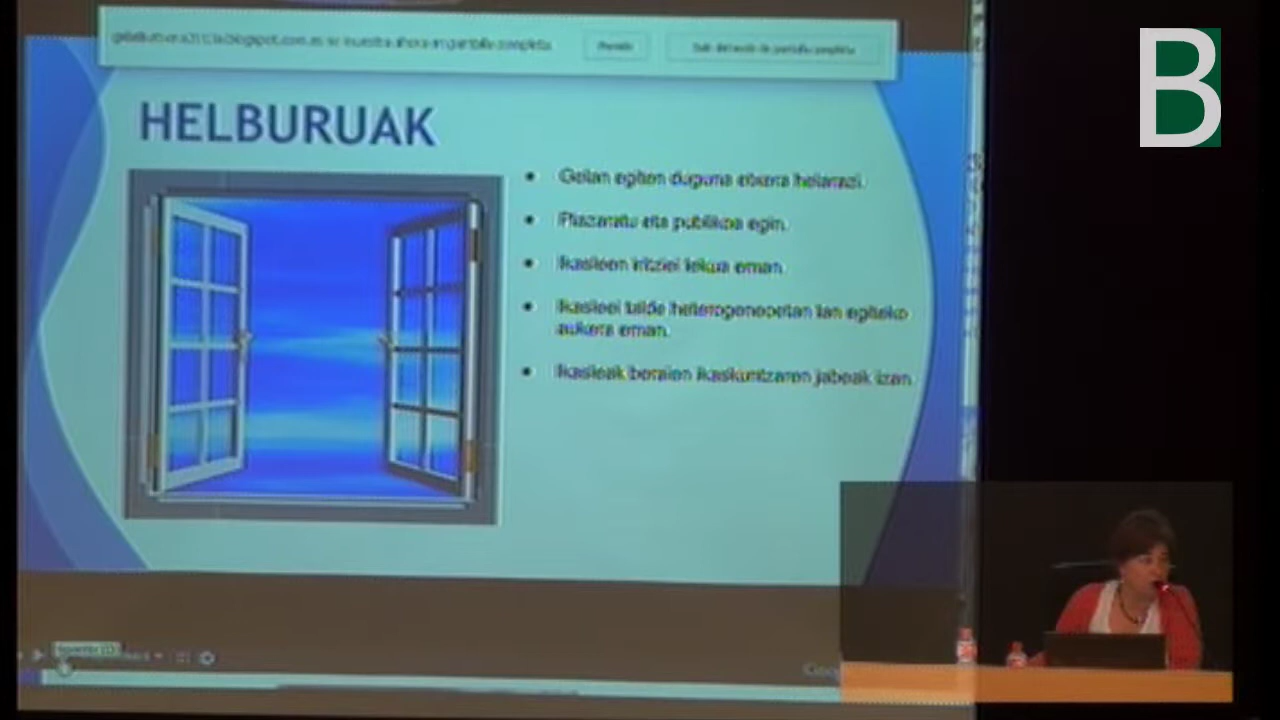 B
HELBURUAK
Gelan egiten duguna etxera helarazi.
Plazaratu eta publikoa egin.
Ikasleen iritziei lekua eman.
Ikaslei talde heterogeneoetan lan egiteko
aukera eman.
Ikasleak beraien ikaskuntzaren jabeak izan.